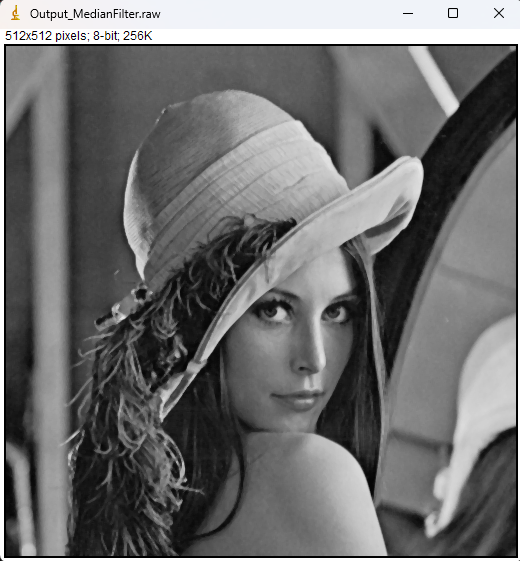 Output_MedianFilter.raw
512x512 pixels; 8-bit; 256K